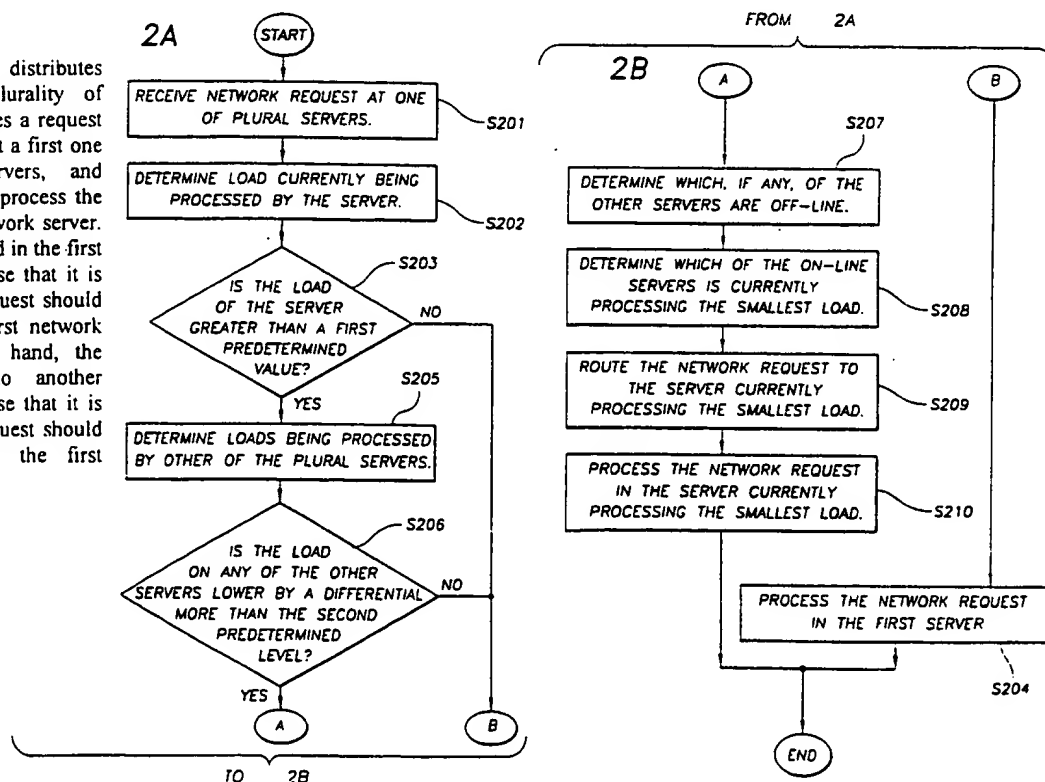 distributes
lurality of
es a request
t a first one
rvers, and
process the
work server.
d in the first
se that it is
uest should
rst network
hand, the
o another
se that it is
uest should
the first
2A
START
RECEIVE NETWORK REQUEST AT ONE
OF PLURAL SERVERS.
S201
DETERMINE LOAD CURRENTLY BEING
PROCESSED BY THE SERVER.
S202
S203
IS THE LOAD
OF THE SERVER
GREATER THAN A FIRST
PREDETERMINED
VALUE?
NO
YES
S205
DETERMINE LOADS BEING PROCESSED
BY OTHER OF THE PLURAL SERVERS.
S206
IS THE LOAD
ON ANY OF THE OTHER
SERVERS LOWER BY A DIFFERENTIAL
MORE THAN THE SECOND
PREDETERMINED
LEVEL?
NO
YES
A
B
TO 2B
FROM 2A
2B
A
B
S207
DETERMINE WHICH, IF ANY, OF THE
OTHER SERVERS ARE OFF-LINE.
DETERMINE WHICH OF THE ON-LINE
SERVERS IS CURRENTLY
PROCESSING THE SMALLEST LOAD.
S208
ROUTE THE NETWORK REQUEST TO
THE SERVER CURRENTLY
PROCESSING THE SMALLEST LOAD.
S209
PROCESS THE NETWORK REQUEST
IN THE SERVER CURRENTLY
PROCESSING THE SMALLEST LOAD.
S210
PROCESS THE NETWORK REQUEST
IN THE FIRST SERVER
S204
END